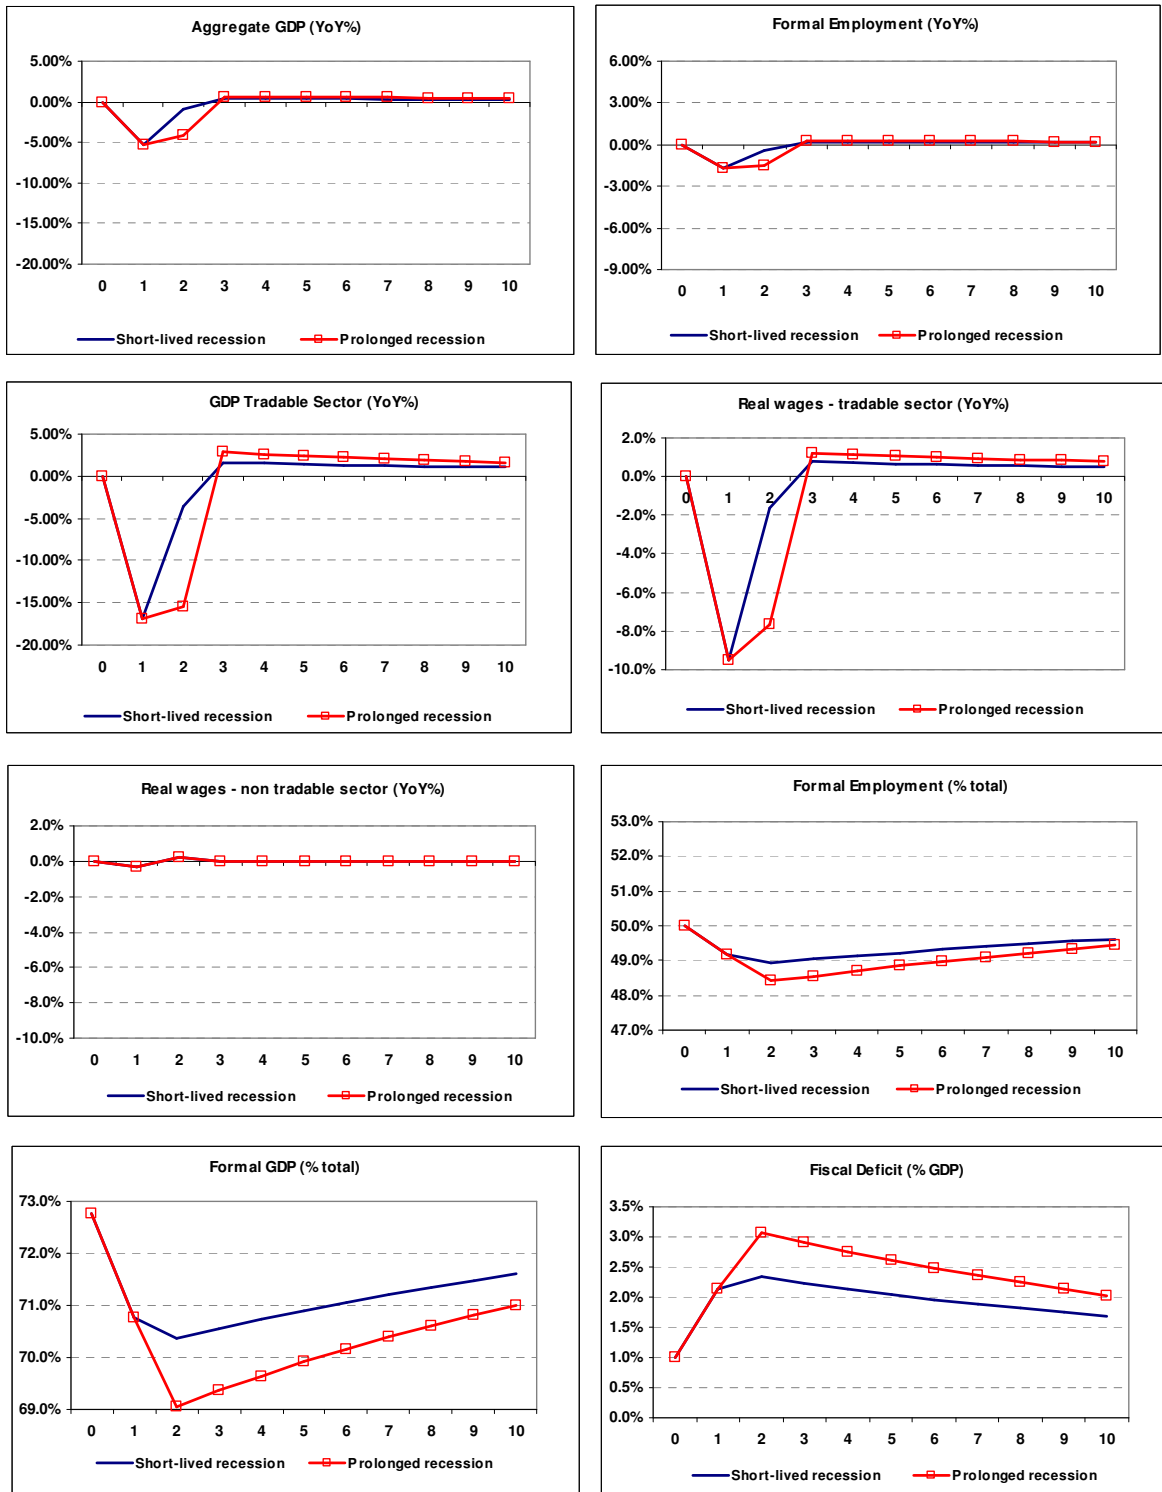 Aggregate GDP (YoY%)
5.00%
0.00%
-5.00%
-10.00%
-15.00%
-20.00%
0 1 2 3 4 5 6 7 8 9 10
Short-lived recession Prolonged recession
Formal Employment (YoY%)
6.00%
3.00%
0.00%
-3.00%
-6.00%
-9.00%
0 1 2 3 4 5 6 7 8 9 10
Short-lived recession Prolonged recession
GDP Tradable Sector (YoY%)
5.00%
0.00%
-5.00%
-10.00%
-15.00%
-20.00%
0 1 2 3 4 5 6 7 8 9 10
Short-lived recession Prolonged recession
Real wages - tradable sector (YoY%)
2.0%
0.0%
0 1 2 3 4 5 6 7 8 9 10
-2.0%
-4.0%
-6.0%
-8.0%
-10.0%
Short-lived recession Prolonged recession
Real wages - non tradable sector (YoY%)
2.0%
0.0%
-2.0%
-4.0%
-6.0%
-8.0%
-10.0%
0 1 2 3 4 5 6 7 8 9 10
Short-lived recession Prolonged recession
Formal Employment (% total)
53.0%
52.0%
51.0%
50.0%
49.0%
48.0%
47.0%
0 1 2 3 4 5 6 7 8 9 10
Short-lived recession Prolonged recession
Formal GDP (% total)
73.0%
72.0%
71.0%
70.0%
69.0%
0 1 2 3 4 5 6 7 8 9 10
Short-lived recession Prolonged recession
Fiscal Deficit (% GDP)
3.5%
3.0%
2.5%
2.0%
1.5%
1.0%
0.5%
0.0%
0 1 2 3 4 5 6 7 8 9 10
Short-lived recession Prolonged recession